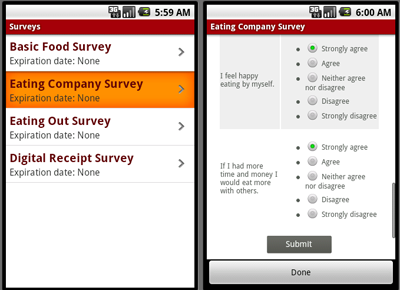 5:59 AM
Surveys
Basic Food Survey
Expiration date: None
Eating Company Survey
Expiration date: None
Eating Out Survey
Expiration date: None
Digital Receipt Survey
Expiration date: None
6:00 AM
Eating Company Survey
I feel happy
eating by myself.
Strongly agree
Agree
Neither agree
nor disagree
Disagree
Strongly disagree
If I had more
time and money I
would eat more
with others.
Strongly agree
Agree
Neither agree
nor disagree
Disagree
Strongly disagree
Submit
Done